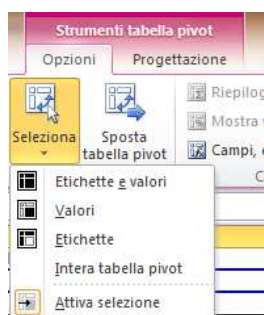 Strumenti tabella pivot
Opzioni Progettazione
Seleziona
Sposta
tabella pivot
Mostra
Campi,
Etichette e valori
Valori
Etichette
Intera tabella pivot
Attiva selezione